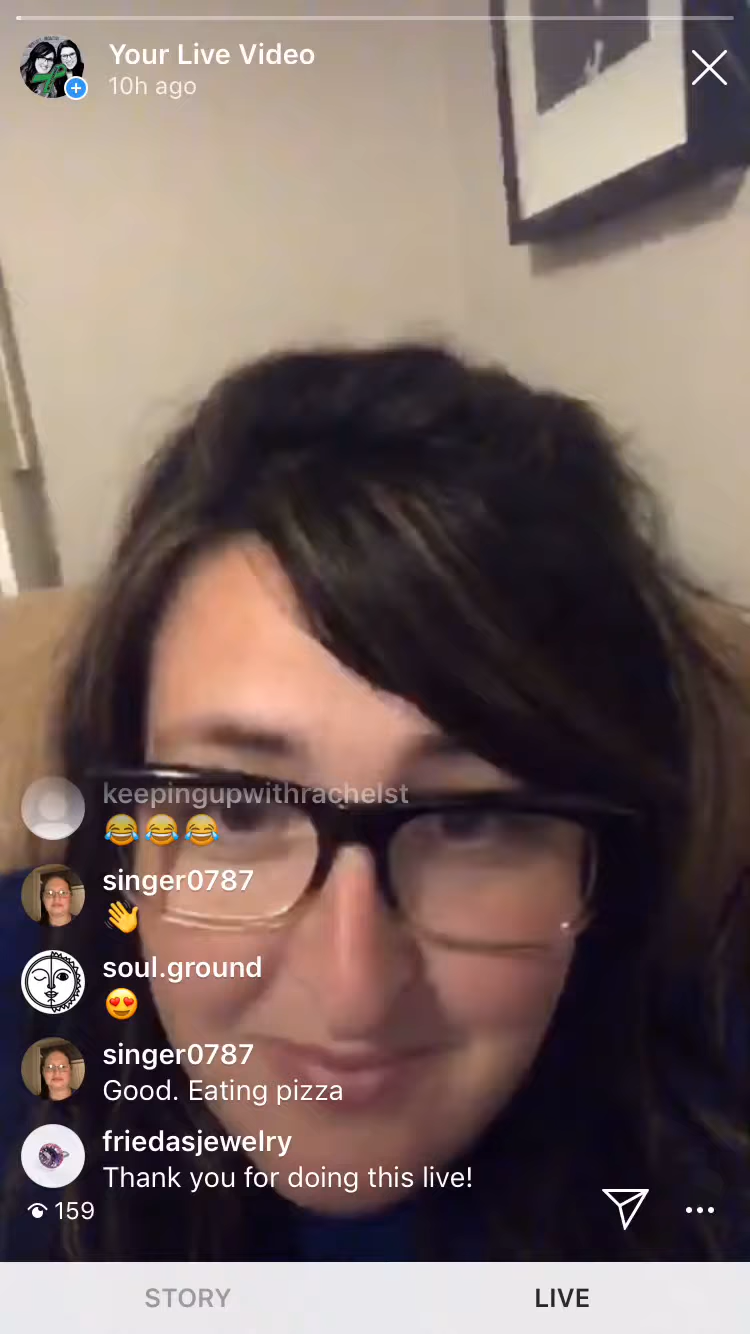 Your Live Video
10h ago
keepingupwithrachelst
😂😂😂
singer0787
👋
soul.ground
😍
singer0787
Good. Eating pizza
friedasjewelry
Thank you for doing this live!
159
STORY
LIVE